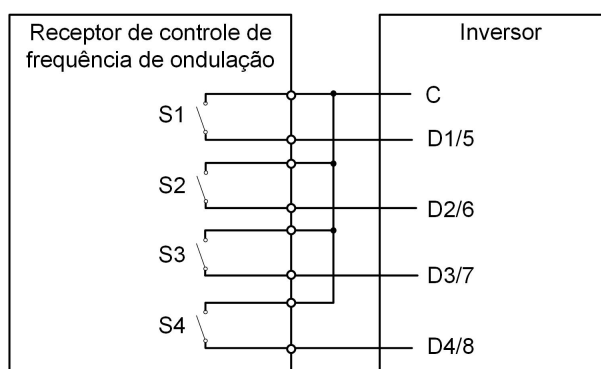 Receptor de controle de
frequência de ondulação
Inversor
S1
S2
S3
S4
C
D1/5
D2/6
D3/7
D4/8